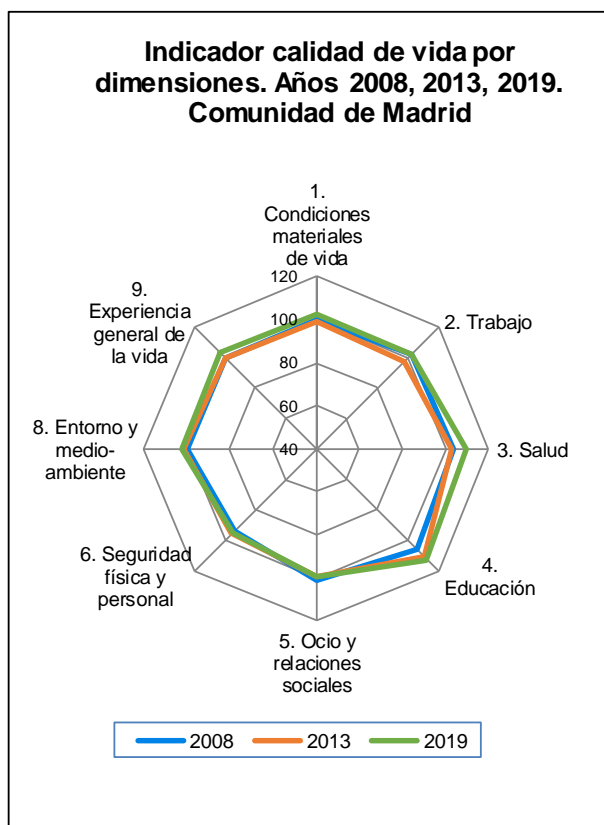 Indicador calidad de vida por
dimensiones. Años 2008, 2013, 2019.
Comunidad de Madrid
1.
Condiciones
materiales
de vida
120
100
80
60
40
2. Trabajo
3. Salud
4.
Educación
5. Ocio y
relaciones
sociales
6. Seguridad
física y
personal
8. Entorno y
medio-
ambiente
9.
Experiencia
general de
la vida
2008
2013
2019